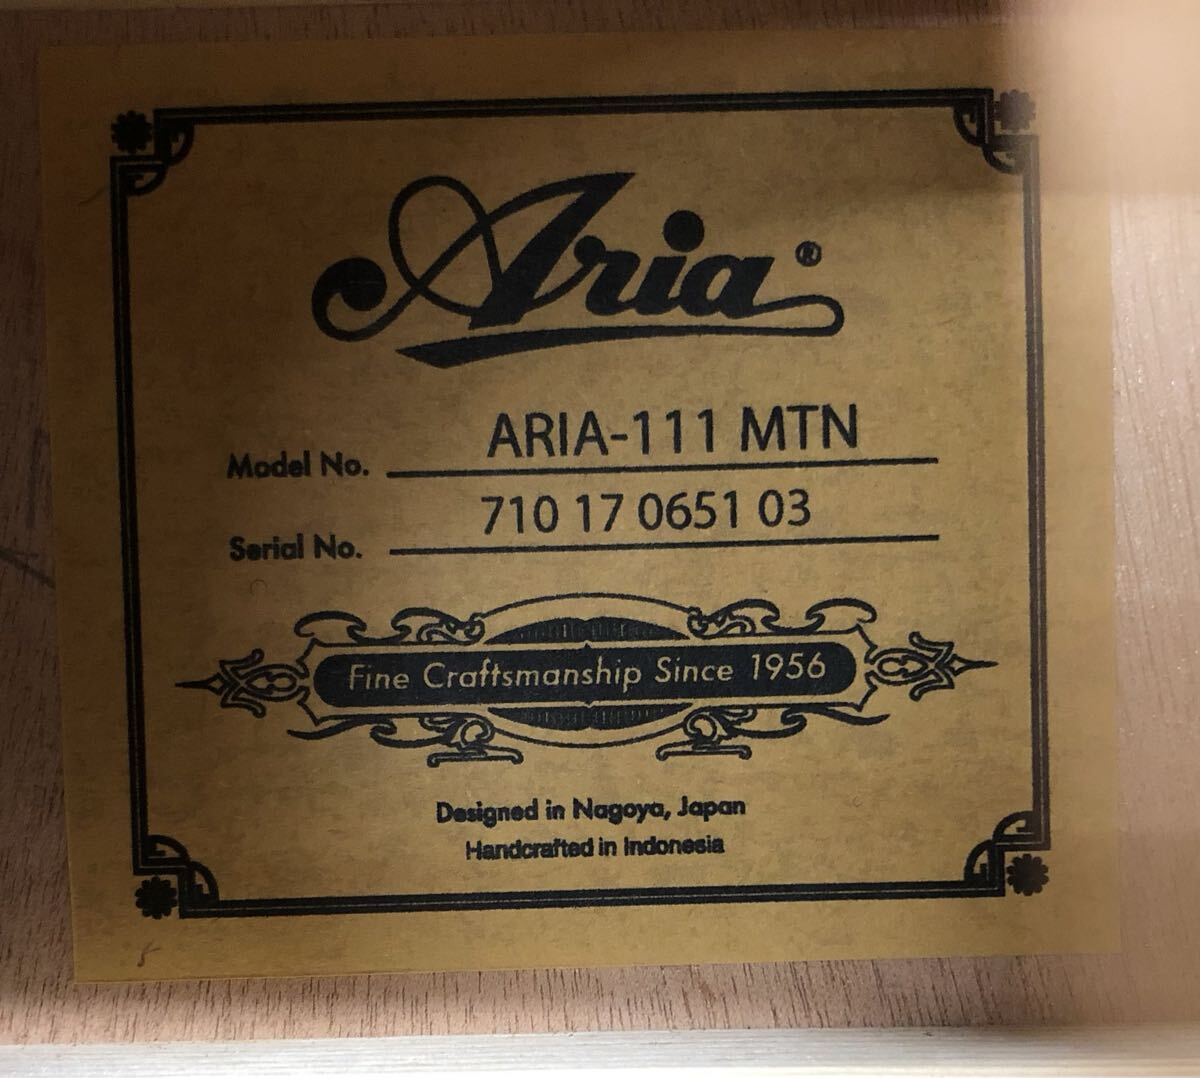 Aria®
Model No. ARIA-111 MTN
Serial No. 710 17 0651 03
Fine Craftsmanship Since 1956
Designed in Nagoya, Japan
Handcrafted in Indonesia